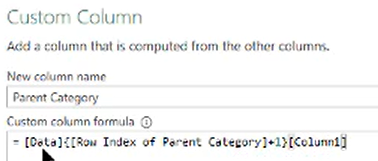 Custom Column
Add a column that is computed from the other columns.
New column name
Parent Category
Custom column formula
= [Data]{[Row Index of Parent Category]+1}[Column1]